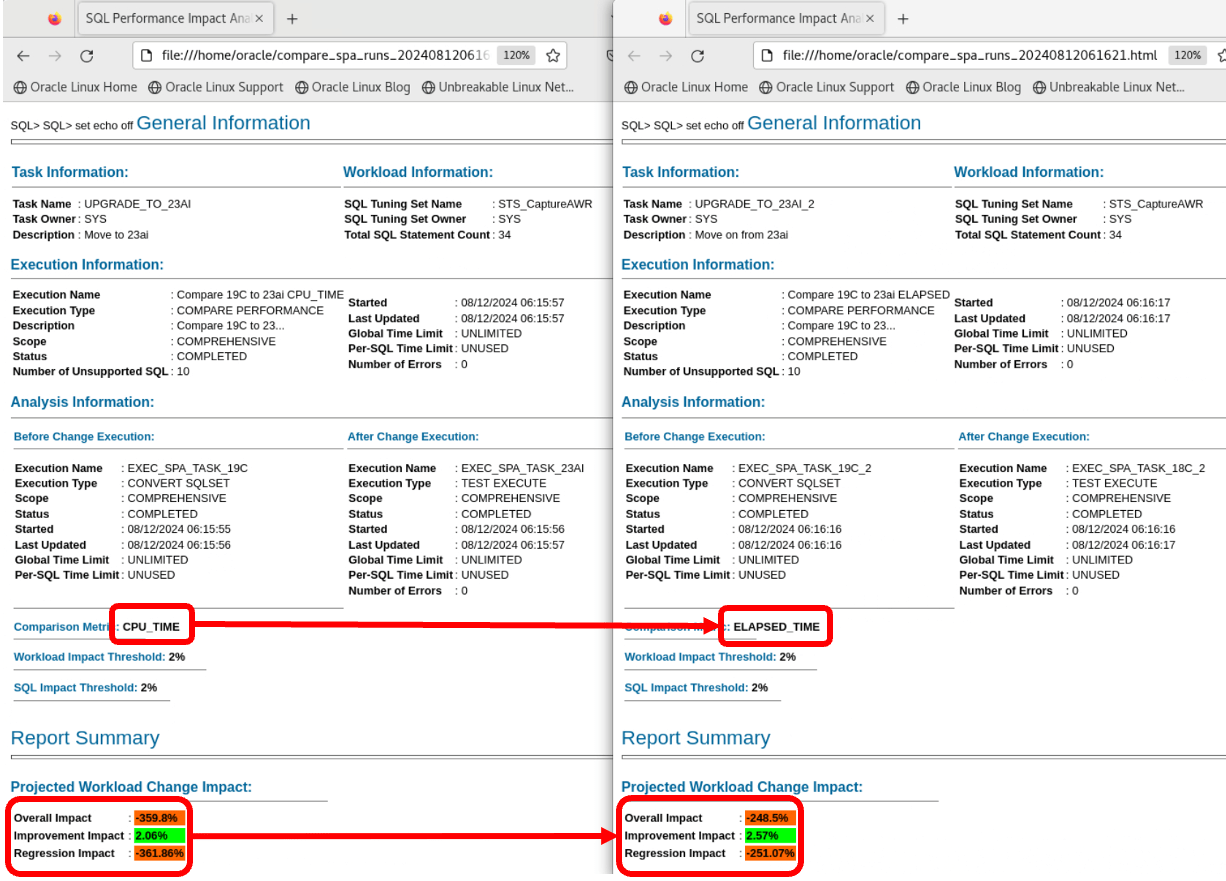 SQL Performance Impact Ana
file:///home/oracle/compare_spa_runs_202408120616 120%
Oracle Linux Home Oracle Linux Support Oracle Linux Blog Unbreakable Linux Net...
SQL> SQL> set echo off General Information
Task Information: Workload Information:
Task Name : UPGRADE_TO_23AI SQL Tuning Set Name : STS_CaptureAWR
Task Owner : SYS SQL Tuning Set Owner : SYS
Description : Move to 23ai Total SQL Statement Count : 34
Execution Information:
Execution Name : Compare 19C to 23ai CPU_TIME Started : 08/12/2024 06:15:57
Execution Type : COMPARE PERFORMANCE Last Updated : 08/12/2024 06:15:57
Description : Compare 19C to 23... Global Time Limit : UNLIMITED
Scope : COMPREHENSIVE Per-SQL Time Limit : UNUSED
Status : COMPLETED Number of Errors : 0
Number of Unsupported SQL : 10
Analysis Information:
Before Change Execution: After Change Execution:
Execution Name : EXEC_SPA_TASK_19C Execution Name : EXEC_SPA_TASK_23AI
Execution Type : CONVERT SQLSET Execution Type : TEST EXECUTE
Scope : COMPREHENSIVE Scope : COMPREHENSIVE
Status : COMPLETED Status : COMPLETED
Started : 08/12/2024 06:15:55 Started : 08/12/2024 06:15:56
Last Updated : 08/12/2024 06:15:56 Last Updated : 08/12/2024 06:15:57
Global Time Limit : UNLIMITED Global Time Limit : UNLIMITED
Per-SQL Time Limit : UNUSED Per-SQL Time Limit : UNUSED
Number of Errors : 0
Comparison Metri : CPU_TIME
Workload Impact Threshold: 2%
SQL Impact Threshold: 2%
Report Summary
Projected Workload Change Impact:
Overall Impact : -359.8%
Improvement Impact : 2.06%
Regression Impact : -361.86%
SQL Performance Impact Ana
file:///home/oracle/compare_spa_runs_20240812061621.html 120%
Oracle Linux Home Oracle Linux Support Oracle Linux Blog Unbreakable Linux Net...
SQL> SQL> set echo off General Information
Task Information: Workload Information:
Task Name : UPGRADE_TO_23AI_2 SQL Tuning Set Name : STS_CaptureAWR
Task Owner : SYS SQL Tuning Set Owner : SYS
Description : Move on from 23ai Total SQL Statement Count : 34
Execution Information:
Execution Name : Compare 19C to 23ai ELAPSED Started : 08/12/2024 06:16:17
Execution Type : COMPARE PERFORMANCE Last Updated : 08/12/2024 06:16:17
Description : Compare 19C to 23... Global Time Limit : UNLIMITED
Scope : COMPREHENSIVE Per-SQL Time Limit : UNUSED
Status : COMPLETED Number of Errors : 0
Number of Unsupported SQL : 10
Analysis Information:
Before Change Execution: After Change Execution:
Execution Name : EXEC_SPA_TASK_19C_2 Execution Name : EXEC_SPA_TASK_18C_2
Execution Type : CONVERT SQLSET Execution Type : TEST EXECUTE
Scope : COMPREHENSIVE Scope : COMPREHENSIVE
Status : COMPLETED Status : COMPLETED
Started : 08/12/2024 06:16:16 Started : 08/12/2024 06:16:16
Last Updated : 08/12/2024 06:16:16 Last Updated : 08/12/2024 06:16:17
Global Time Limit : UNLIMITED Global Time Limit : UNLIMITED
Per-SQL Time Limit : UNUSED Per-SQL Time Limit : UNUSED
Number of Errors : 0
: ELAPSED_TIME
Workload Impact Threshold: 2%
SQL Impact Threshold: 2%
Report Summary
Projected Workload Change Impact:
Overall Impact : -248.5%
Improvement Impact : 2.57%
Regression Impact : -251.07%